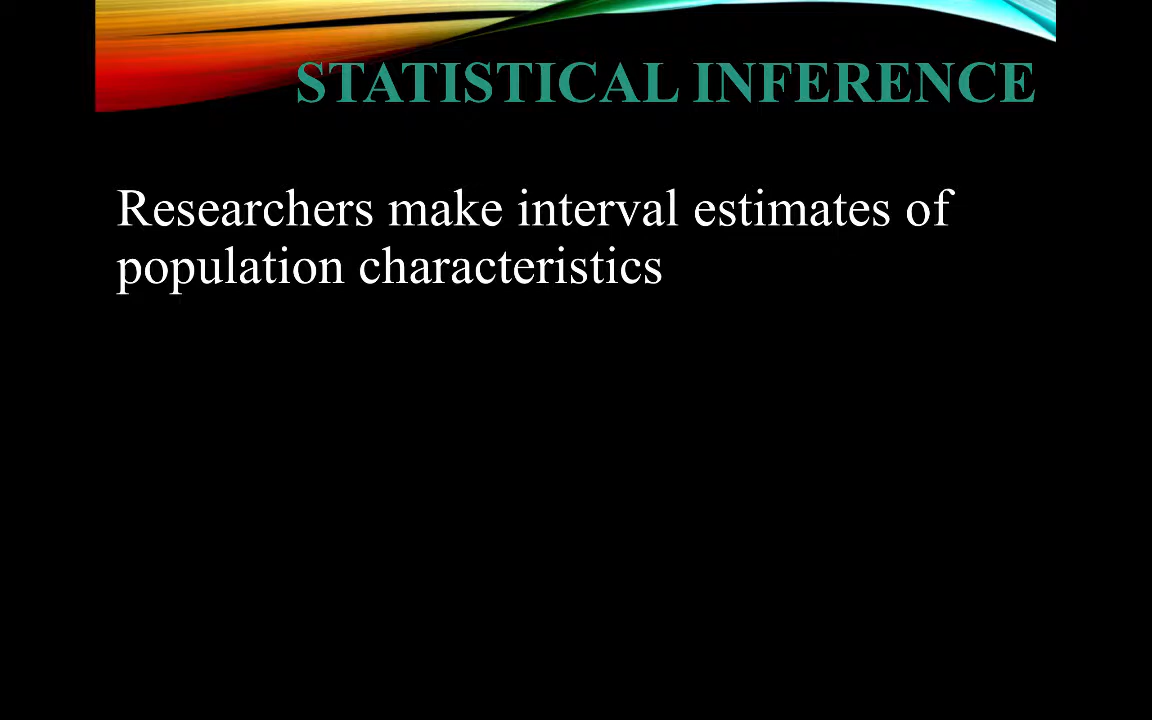 STATISTICAL INFERENCE
Researchers make interval estimates of
population characteristics